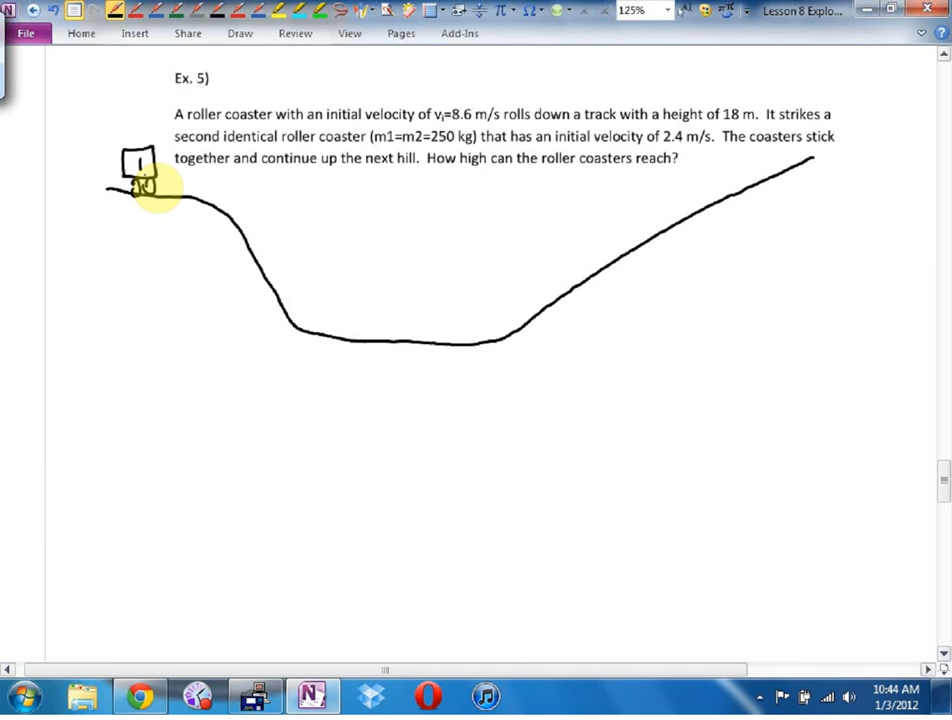 125%
Lesson 8 Explo...
File Home Insert Share Draw Review View Pages Add-Ins
Ex. 5)
A roller coaster with an initial velocity of vᵢ=8.6 m/s rolls down a track with a height of 18 m. It strikes a
second identical roller coaster (m1=m2=250 kg) that has an initial velocity of 2.4 m/s. The coasters stick
together and continue up the next hill. How high can the roller coasters reach?
1
10:44 AM
1/3/2012